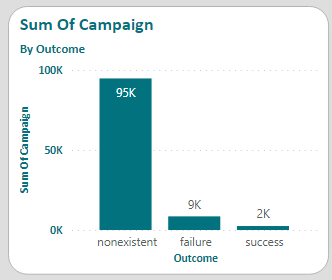 Sum Of Campaign
By Outcome
Sum Of Campaign
100K
50K
0K
95K
9K
2K
nonexistent failure success
Outcome